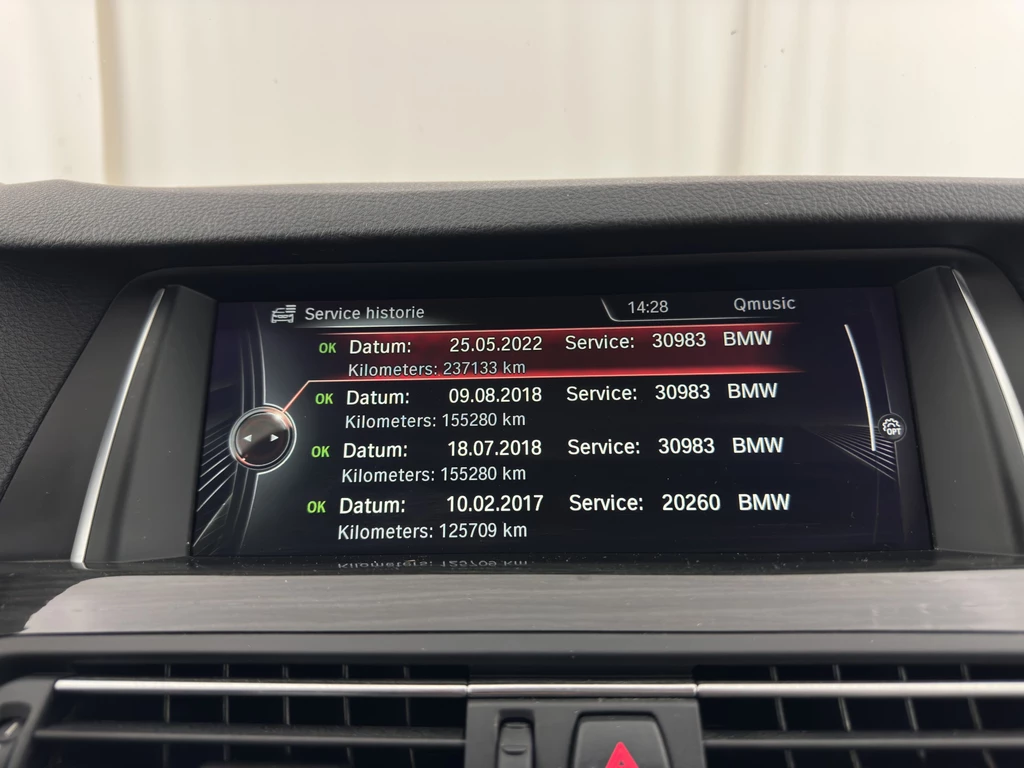 Service historie 14:28 Qmusic
OK Datum: 25.05.2022 Service: 30983 BMW
Kilometers: 237133 km
OK Datum: 09.08.2018 Service: 30983 BMW
Kilometers: 155280 km
OK Datum: 18.07.2018 Service: 30983 BMW
Kilometers: 155280 km
OK Datum: 10.02.2017 Service: 20260 BMW
Kilometers: 125709 km
OPT